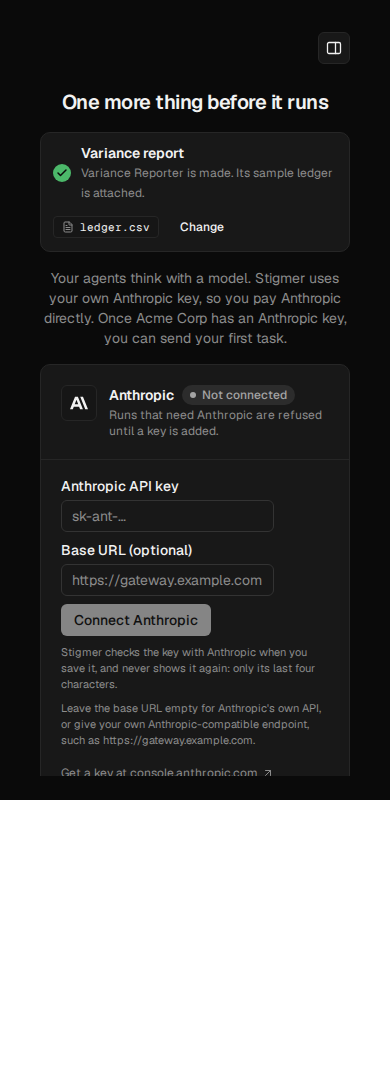 One more thing before it runs
Variance report
Variance Reporter is made. Its sample ledger
is attached.
ledger.csv
Change
Your agents think with a model. Stigmer uses
your own Anthropic key, so you pay Anthropic
directly. Once Acme Corp has an Anthropic key,
you can send your first task.
Anthropic
Not connected
Runs that need Anthropic are refused
until a key is added.
Anthropic API key
sk-ant-…
Base URL (optional)
https://gateway.example.com
Connect Anthropic
Stigmer checks the key with Anthropic when you
save it, and never shows it again: only its last four
characters.
Leave the base URL empty for Anthropic's own API,
or give your own Anthropic-compatible endpoint,
such as https://gateway.example.com.
Get a key at console.anthropic.com